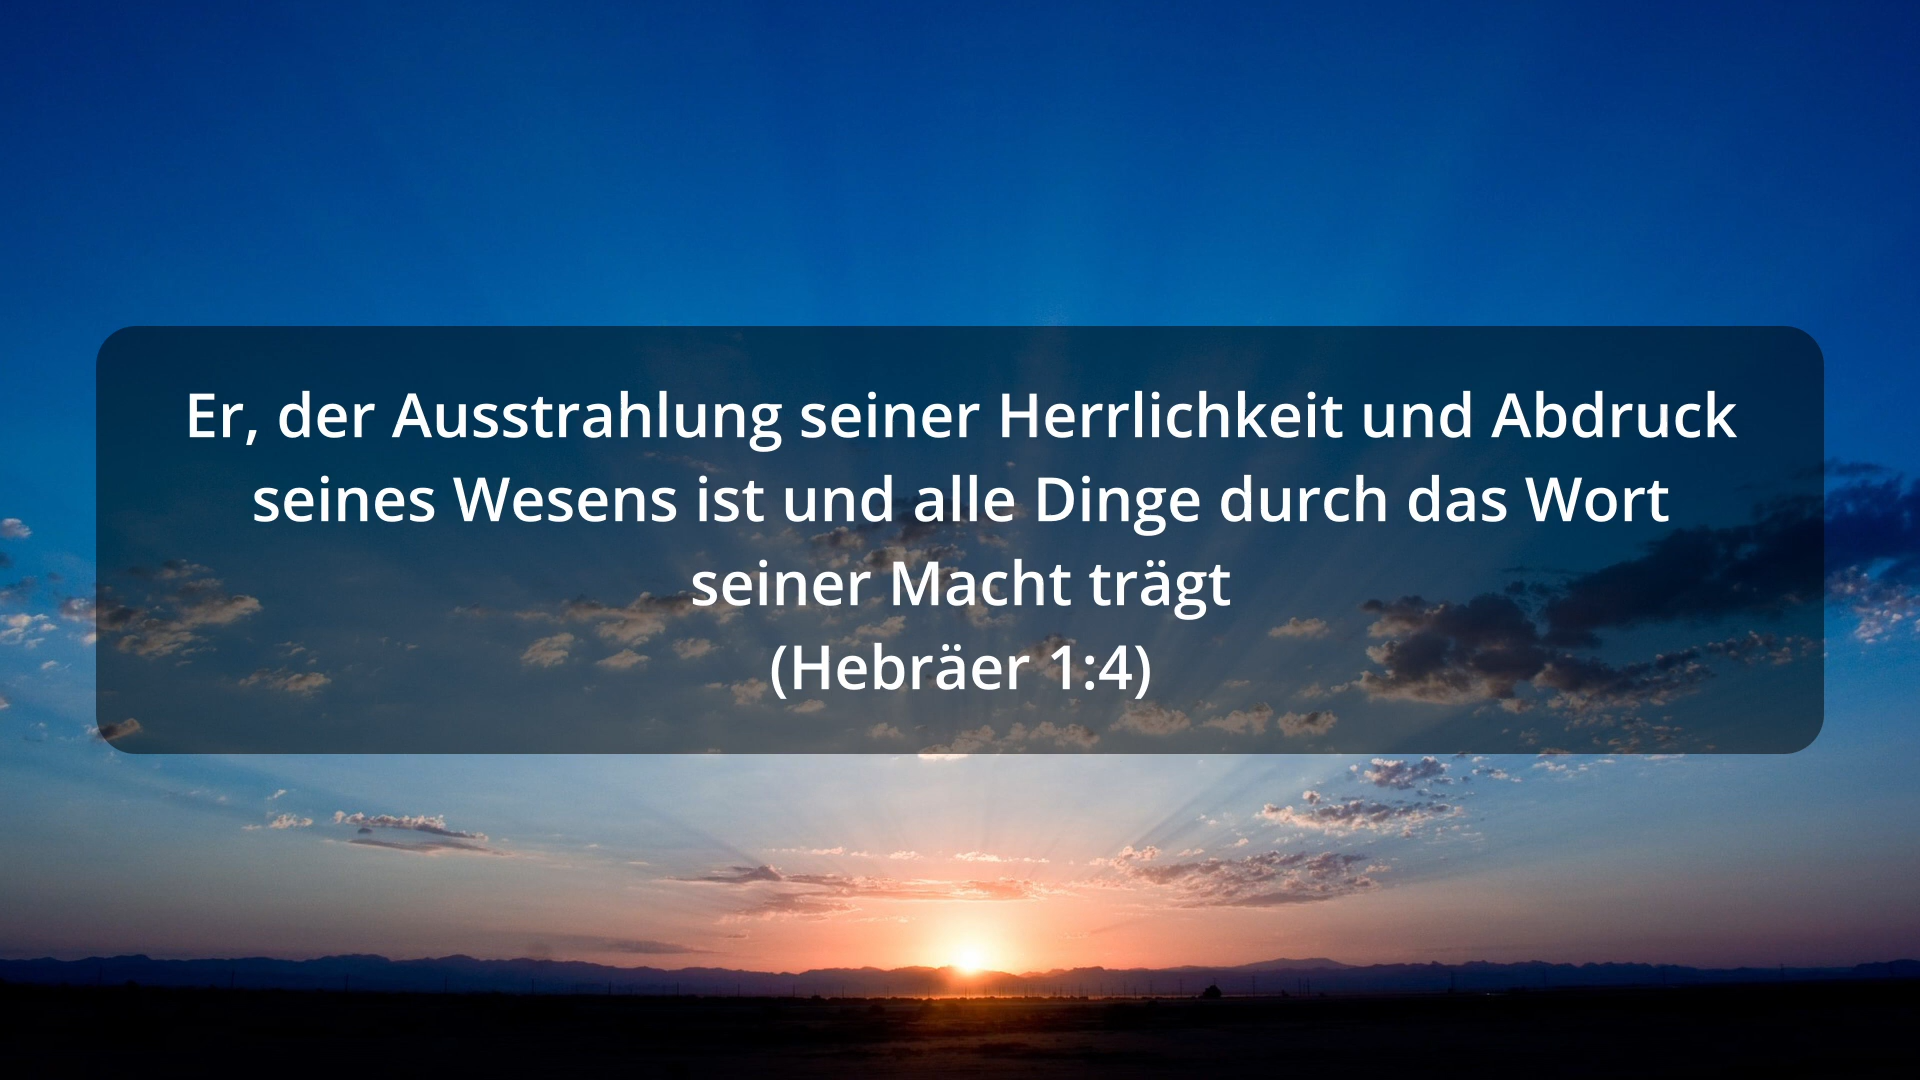 Er, der Ausstrahlung seiner Herrlichkeit und Abdruck
seines Wesens ist und alle Dinge durch das Wort
seiner Macht trägt
(Hebräer 1:4)